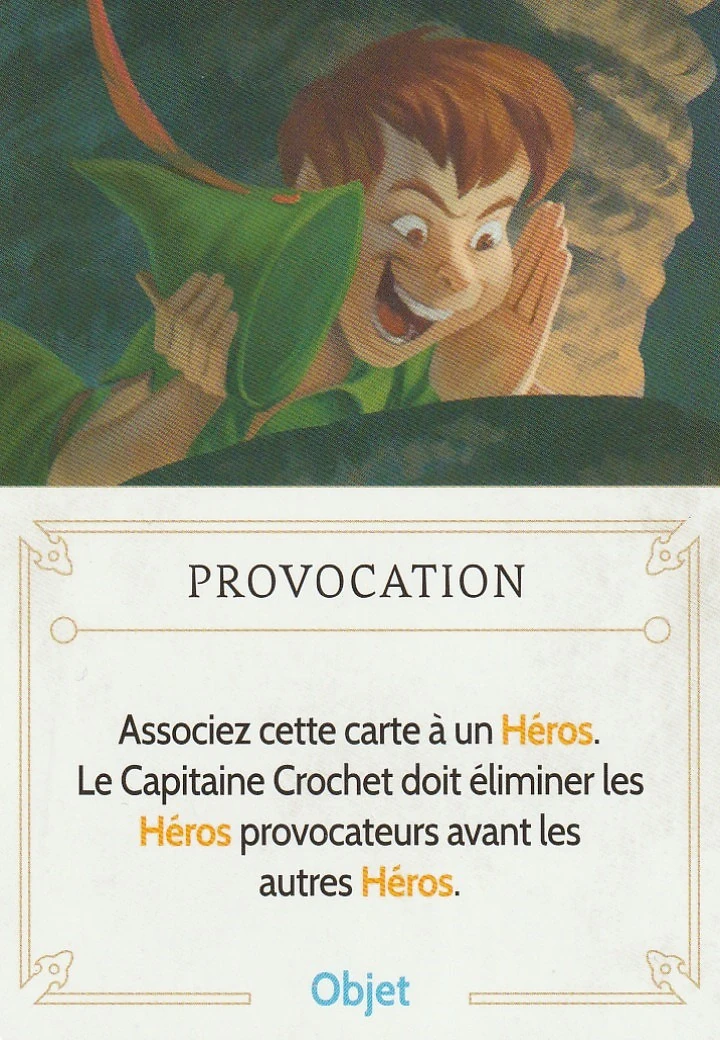 PROVOCATION
Associez cette carte à un Héros.
Le Capitaine Crochet doit éliminer les
Héros provocateurs avant les
autres Héros.
Objet